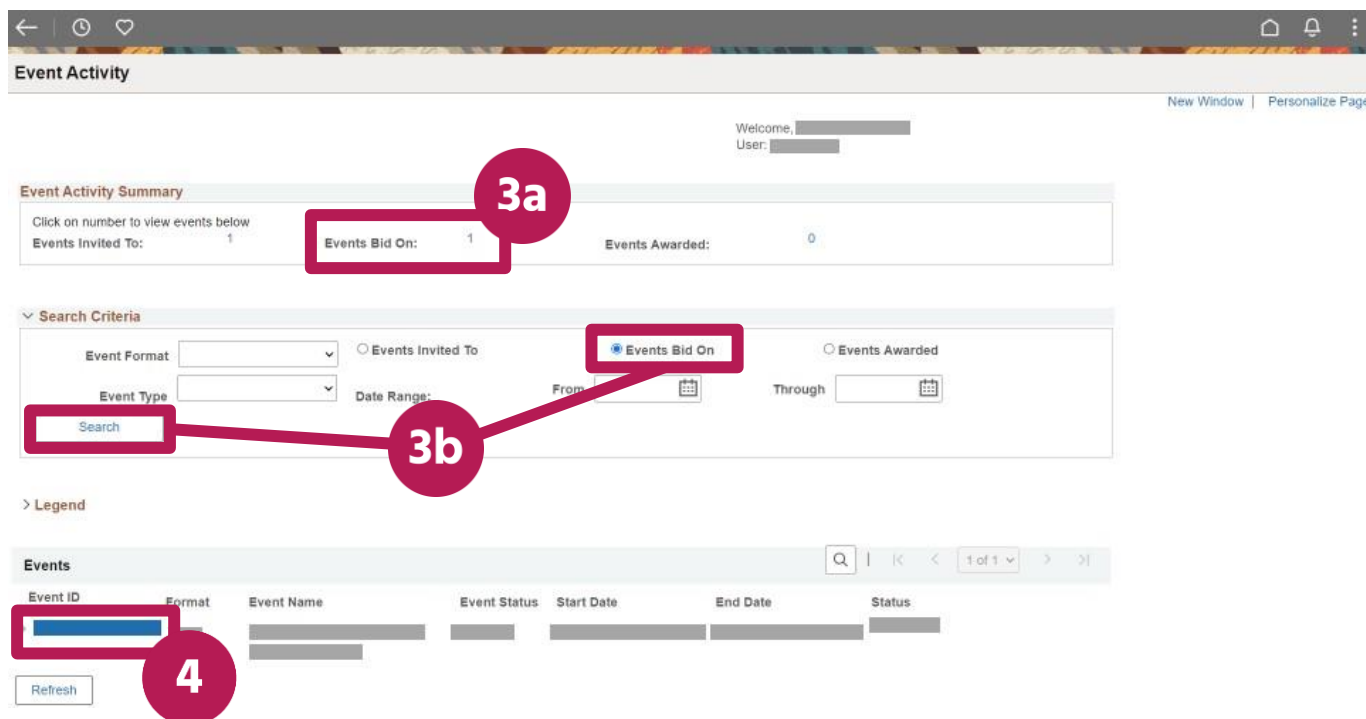 Event Activity
New Window | Personalize Page
Welcome,
User:
Event Activity Summary
3a
Click on number to view events below
Events Invited To: 1 Events Bid On: 1 Events Awarded: 0
Search Criteria
Event Format Events Invited To Events Bid On Events Awarded
Event Type Date Range: From Through
Search
3b
Legend
Events 1 of 1
Event ID Format Event Name Event Status Start Date End Date Status
4
Refresh